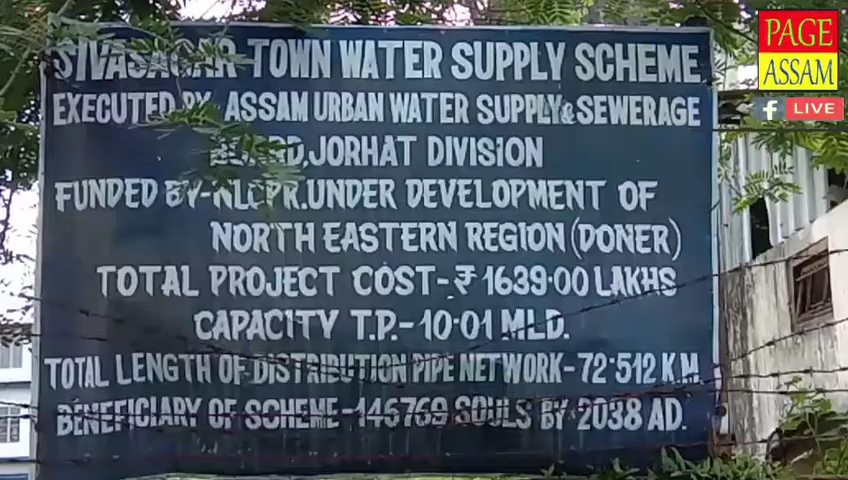 SIVASAGAR TOWN WATER SUPPLY SCHEME
EXECUTED BY ASSAM URBAN WATER SUPPLY & SEWERAGE
BOARD, JORHAT DIVISION
FUNDED BY-NLCPR.UNDER DEVELOPMENT OF
NORTH EASTERN REGION (DONER)
TOTAL PROJECT COST-₹ 1639·00 LAKHS
CAPACITY T.P.- 10·01 MLD.
TOTAL LENGTH OF DISTRIBUTION PIPE NETWORK-72·512 KM.
BENEFICIARY OF SCHEME-146769 SOULS BY 2038 AD.
PAGE
ASSAM
f LIVE